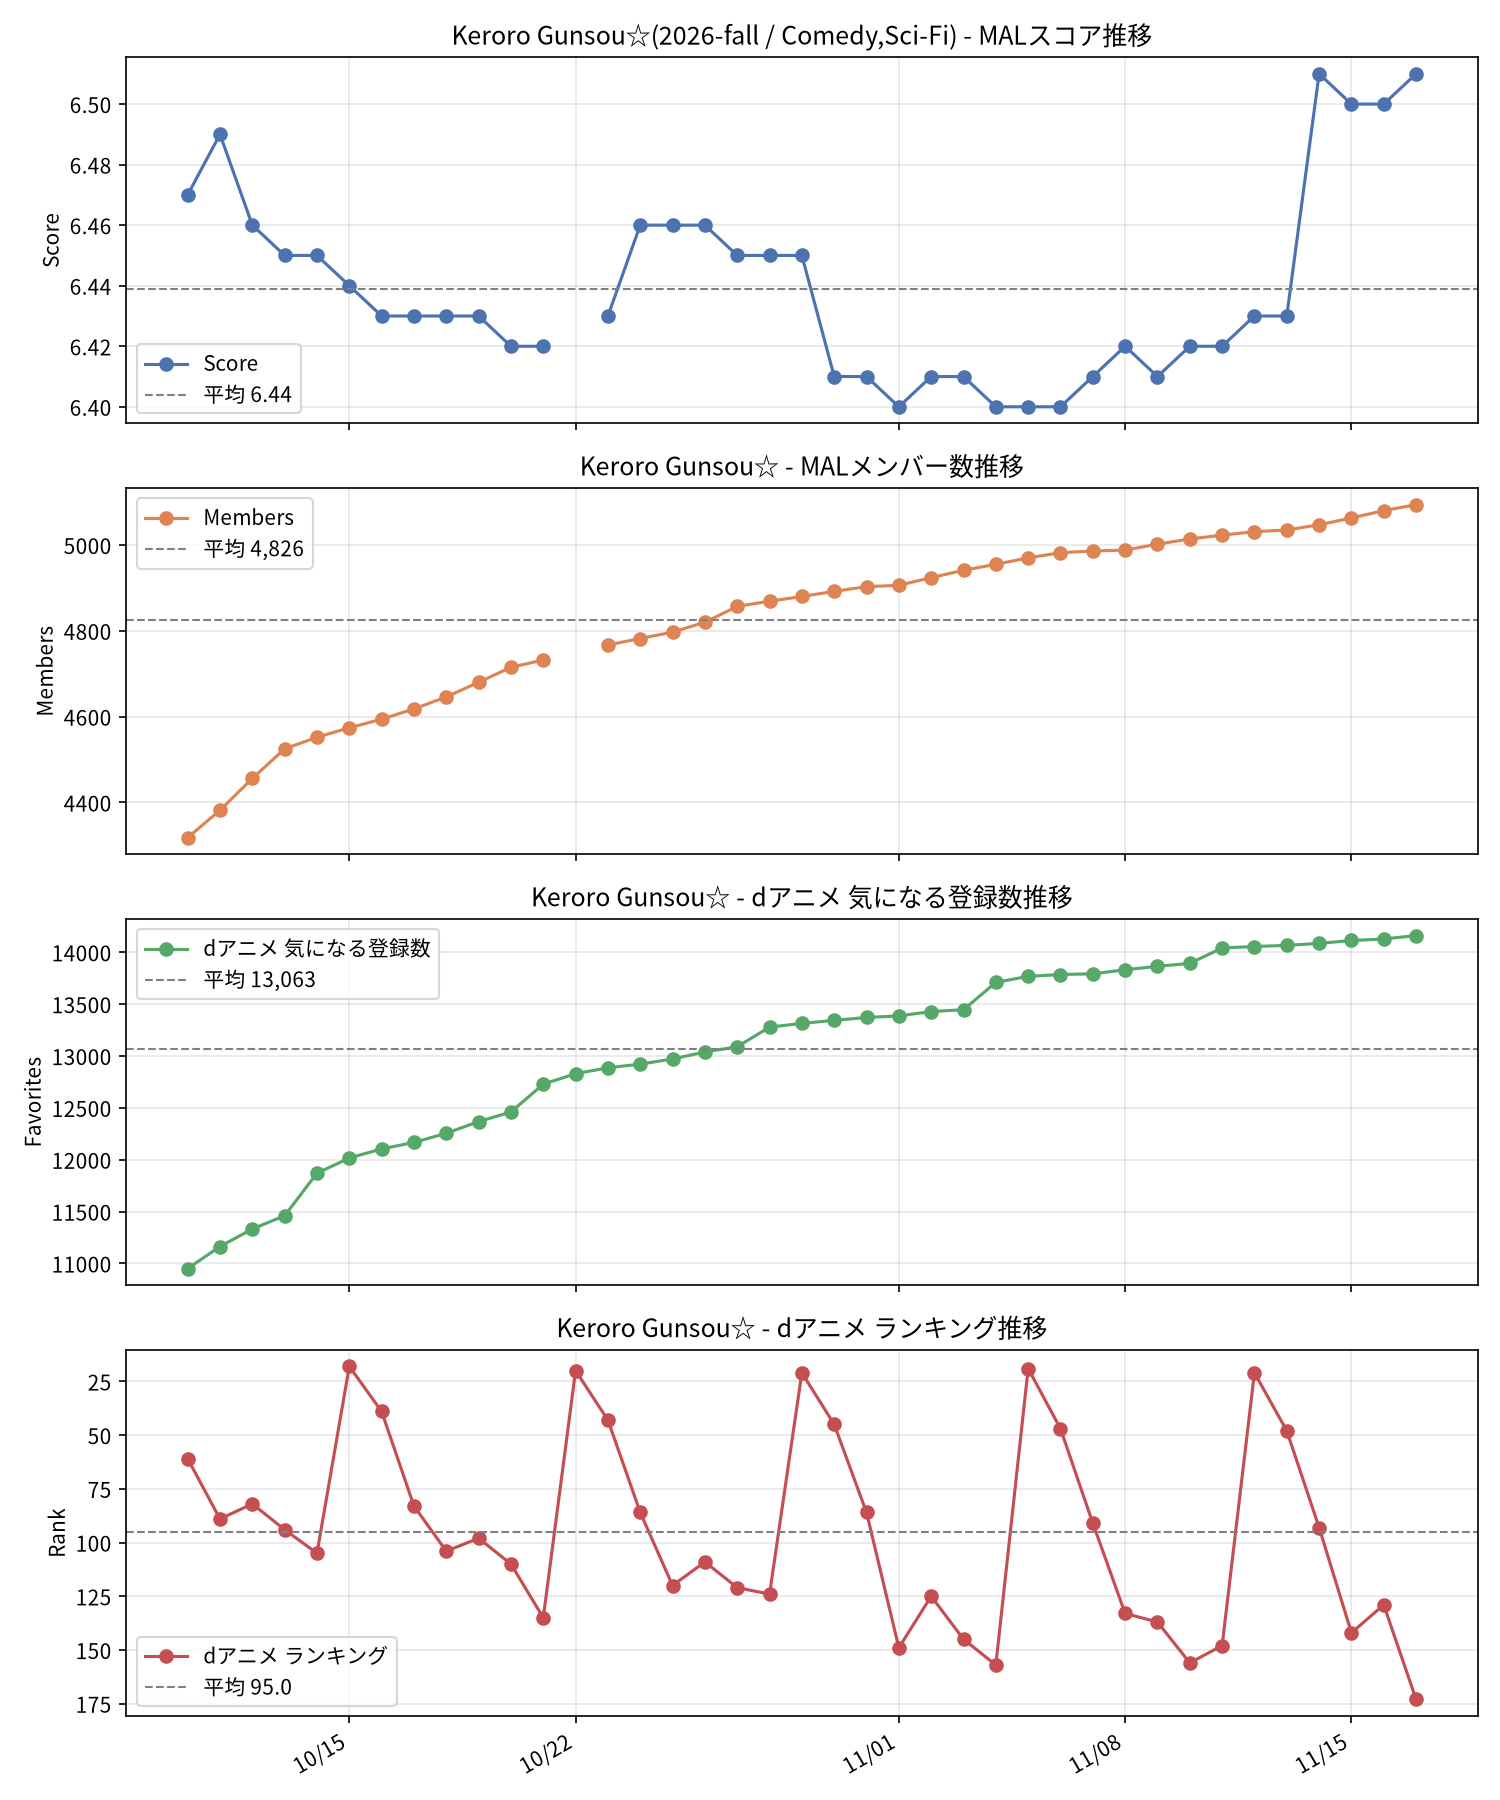 Keroro Gunsou☆(2026-fall / Comedy,Sci-Fi) - MALスコア推移
6.50
6.48
6.46
6.44
6.42
6.40
Score
Score
平均 6.44
Keroro Gunsou☆ - MALメンバー数推移
5000
4800
4600
4400
Members
Members
平均 4,826
Keroro Gunsou☆ - dアニメ 気になる登録数推移
14000
13500
13000
12500
12000
11500
11000
Favorites
dアニメ 気になる登録数
平均 13,063
Keroro Gunsou☆ - dアニメ ランキング推移
25
50
75
100
125
150
175
Rank
dアニメ ランキング
平均 95.0
10/15
10/22
11/01
11/08
11/15